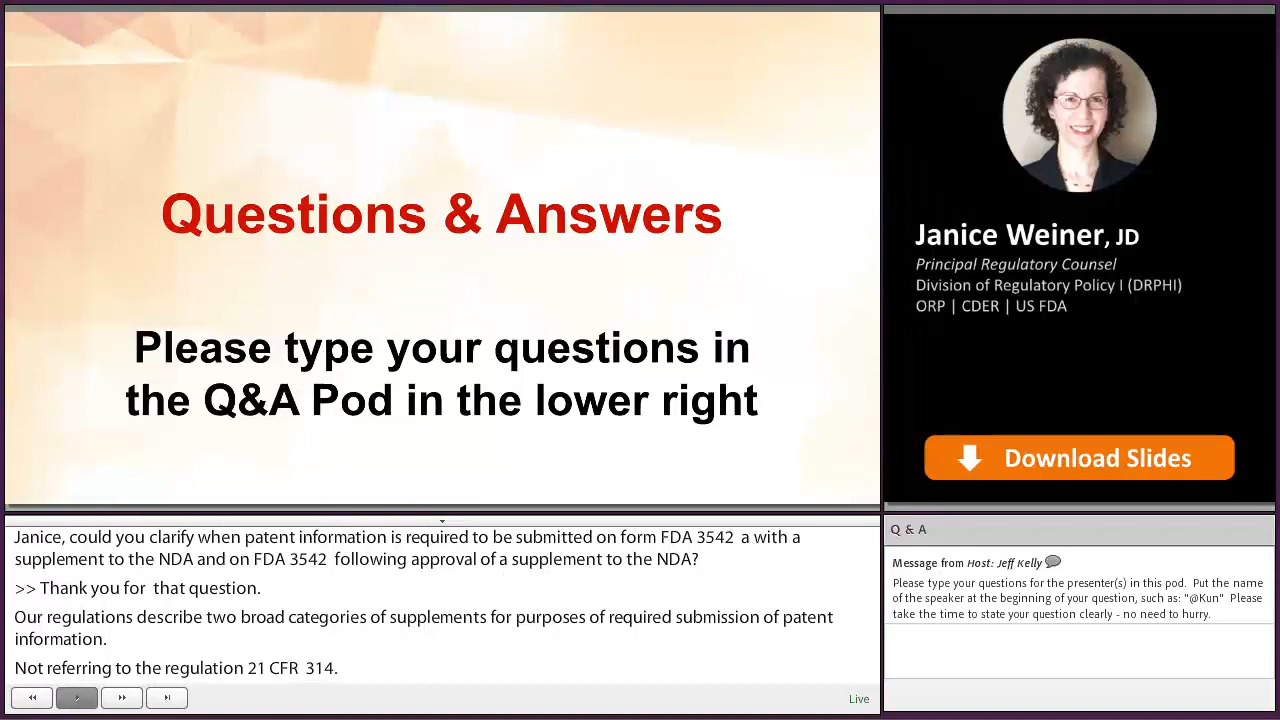 Questions & Answers
Please type your questions in
the Q&A Pod in the lower right
Janice Weiner, JD
Principal Regulatory Counsel
Division of Regulatory Policy I (DRPHI)
ORP | CDER | US FDA
Download Slides
Janice, could you clarify when patent information is required to be submitted on form FDA 3542 a with a
supplement to the NDA and on FDA 3542 following approval of a supplement to the NDA?
>> Thank you for that question.
Our regulations describe two broad categories of supplements for purposes of required submission of patent
information.
Not referring to the regulation 21 CFR 314.
Live
Q & A
Message from Host: Jeff Kelly
Please type your questions for the presenter(s) in this pod. Put the name
of the speaker at the beginning of your question, such as: "@Kun" Please
take the time to state your question clearly - no need to hurry.